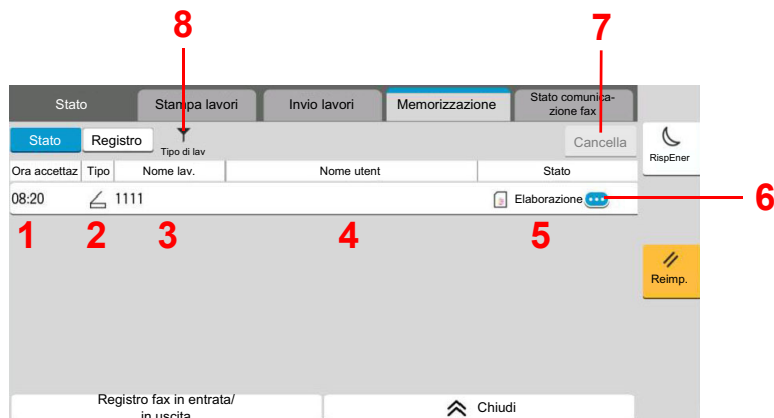 8
7
Stato
Stampa lavori
Invio lavori
Memorizzazione
Stato comunica-
zione fax
Stato
Registro
Tipo di lav
Cancella
RispEner
Ora accettaz
Tipo
Nome lav.
Nome utent
Stato
08:20
1111
Elaborazione
6
1
2
3
4
5
Reimp.
Registro fax in entrata/
in uscita
Chiudi